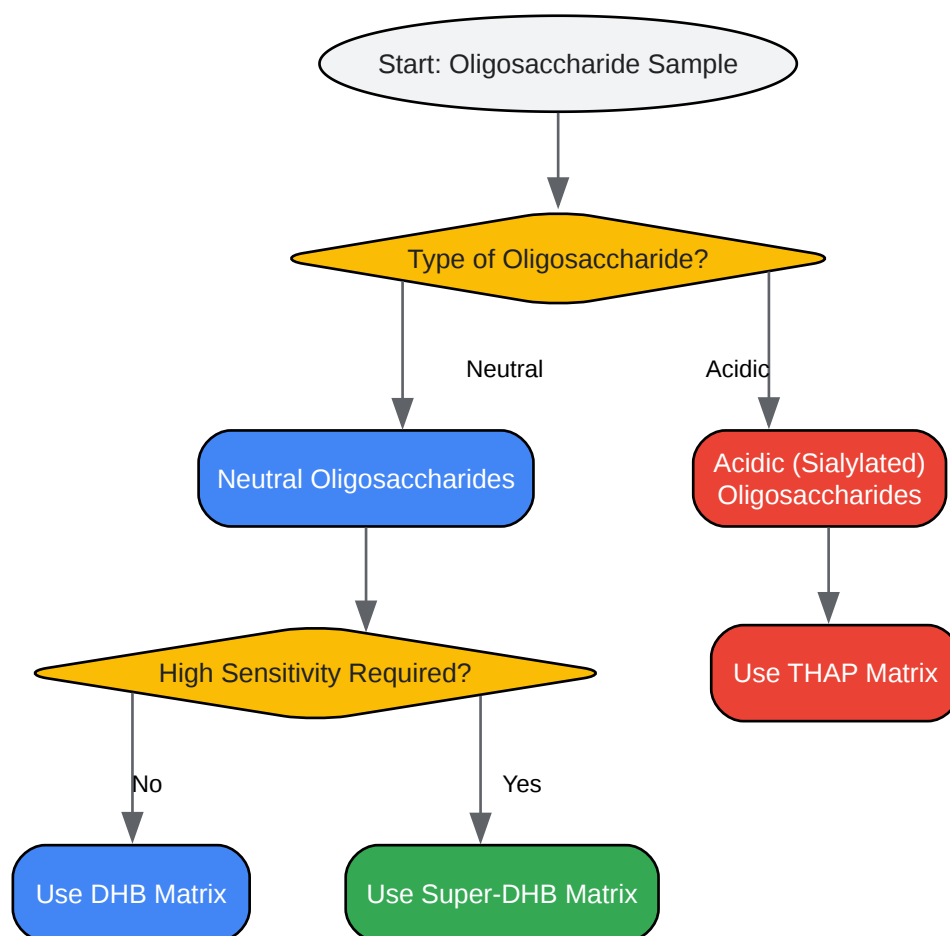 Start: Oligosaccharide Sample
Type of Oligosaccharide?
Neutral
Acidic
Neutral Oligosaccharides
Acidic (Sialylated)
Oligosaccharides
High Sensitivity Required?
Use THAP Matrix
No
Yes
Use DHB Matrix
Use Super-DHB Matrix